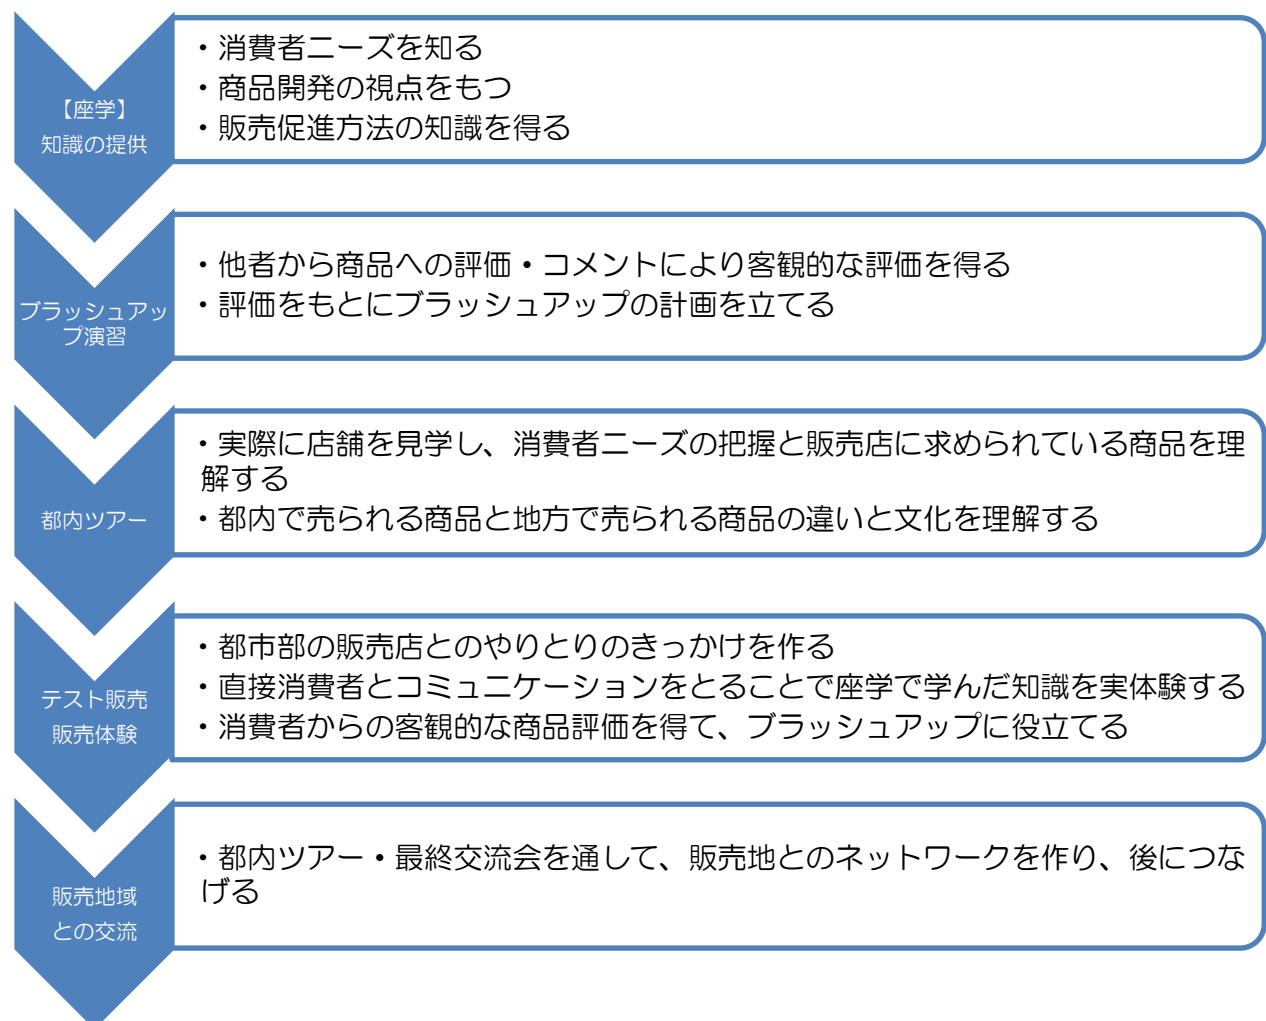 【座学】
知識の提供
・消費者ニーズを知る
・商品開発の視点をもつ
・販売促進方法の知識を得る
ブラッシュアッ
プ演習
・他者から商品への評価・コメントにより客観的な評価を得る
・評価をもとにブラッシュアップの計画を立てる
都内ツアー
・実際に店舗を見学し、消費者ニーズの把握と販売店に求められている商品を理
解する
・都内で売られる商品と地方で売られる商品の違いと文化を理解する
テスト販売
販売体験
・都市部の販売店とのやりとりのきっかけを作る
・直接消費者とコミュニケーションをとることで座学で学んだ知識を実体験する
・消費者からの客観的な商品評価を得て、ブラッシュアップに役立てる
販売地域
との交流
・都内ツアー・最終交流会を通して、販売地とのネットワークを作り、後につな
げる